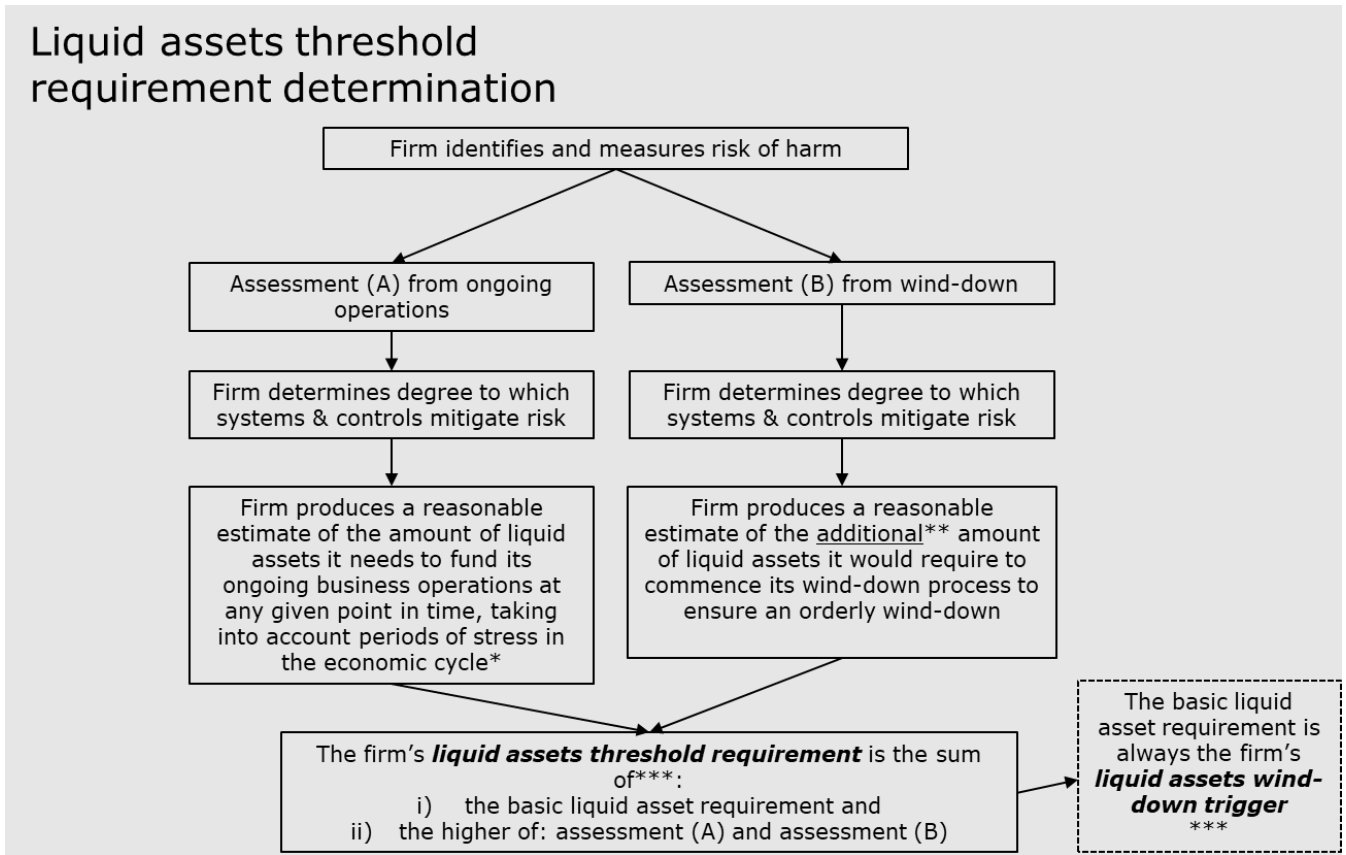 Liquid assets threshold
requirement determination
Firm identifies and measures risk of harm
Assessment (A) from ongoing
operations
Assessment (B) from wind-down
Firm determines degree to which
systems & controls mitigate risk
Firm determines degree to which
systems & controls mitigate risk
Firm produces a reasonable
estimate of the amount of liquid
assets it needs to fund its
ongoing business operations at
any given point in time, taking
into account periods of stress in
the economic cycle*
Firm produces a reasonable
estimate of the additional** amount
of liquid assets it would require to
commence its wind-down process to
ensure an orderly wind-down
The firm’s liquid assets threshold requirement is the sum
of***:
i) the basic liquid asset requirement and
ii) the higher of: assessment (A) and assessment (B)
The basic liquid
asset requirement is
always the firm’s
liquid assets wind-
down trigger
***